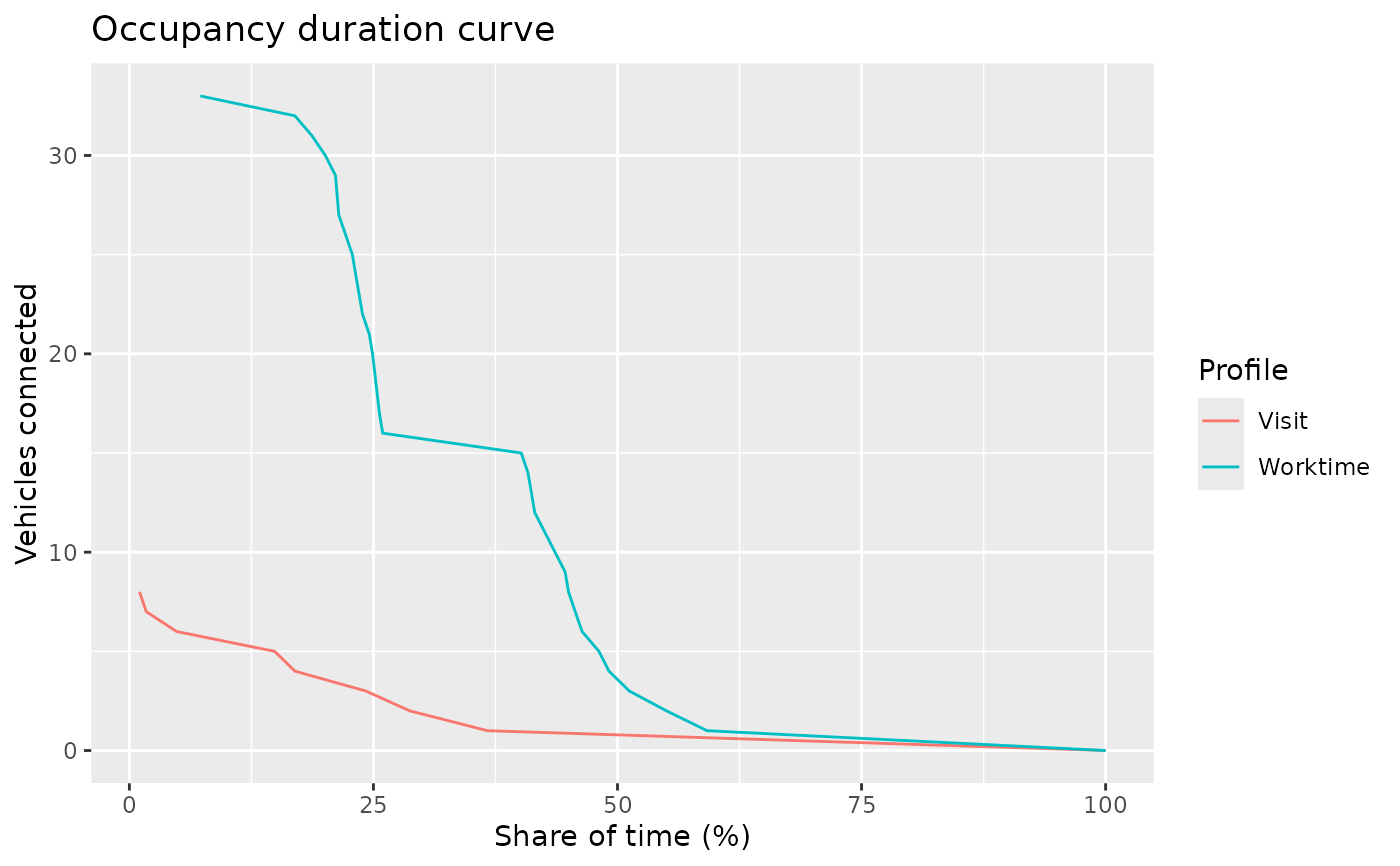 Occupancy duration curve
Vehicles connected
30
20
10
0
0 25 50 75 100
Share of time (%)
Profile
Visit
Worktime